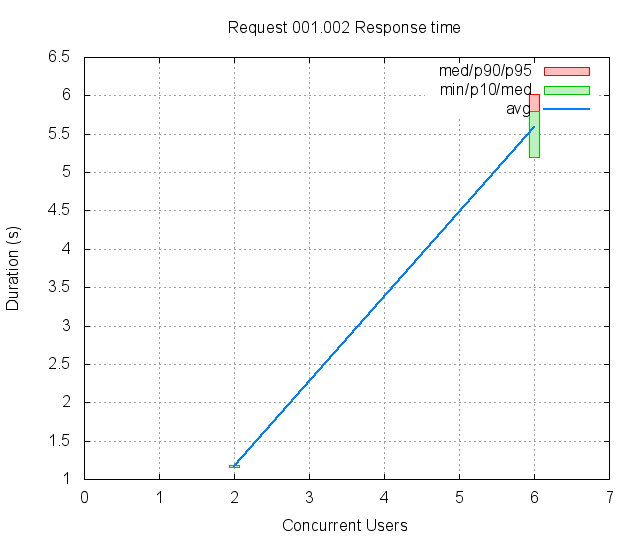 Request 001.002 Response time
6.5
6
5.5
5
4.5
4
3.5
3
2.5
2
1.5
1
Duration (s)
med/p90/p95
min/p10/med
avg
0 1 2 3 4 5 6 7
Concurrent Users